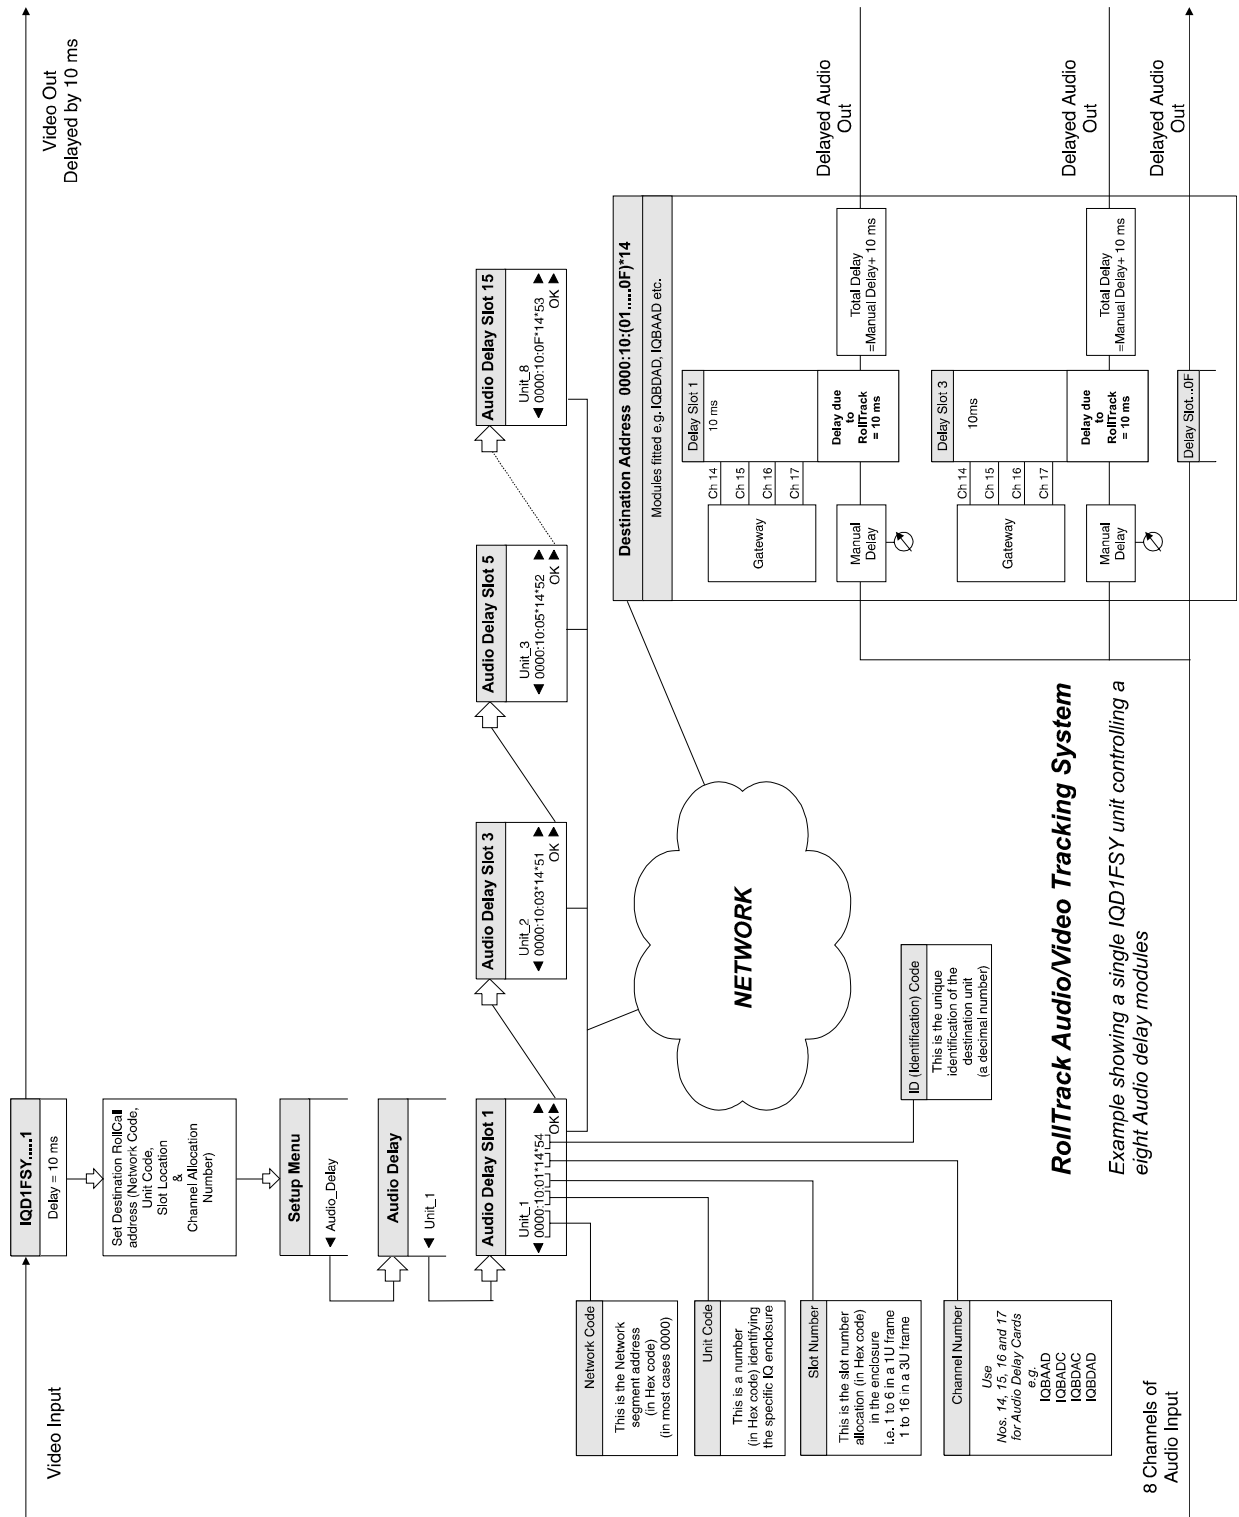 Video Input
IQD1FSY.....1
Delay = 10 ms
Video Out
Delayed by 10 ms
Set Destination RollCall
address (Network Code,
Unit Code,
Slot Location
&
Channel Allocation
Number)
Setup Menu
◀ Audio_Delay
Audio Delay
◀ Unit_1
Audio Delay Slot 1
Unit_1
◀ 0000:10:01*14*54 ▶
OK ▶
Audio Delay Slot 3
Unit_2
◀ 0000:10:03*14*51 ▶
OK ▶
Audio Delay Slot 5
Unit_3
◀ 0000:10:05*14*52 ▶
OK ▶
Audio Delay Slot 15
Unit_8
◀ 0000:10:0F*14*53 ▶
OK ▶
Network Code
This is the Network
segment address
(in Hex code)
(in most cases 0000)
Unit Code
This is a number
(in Hex code) identifying
the specific IQ enclosure
Slot Number
This is the slot number
allocation (in Hex code)
in the enclosure
i.e. 1 to 6 in a 1U frame
1 to 16 in a 3U frame
Channel Number
Use
Nos. 14, 15, 16 and 17
for Audio Delay Cards
e.g.
IQBAAD
IQBADC
IQBDAC
IQBDAD
ID (Identification) Code
This is the unique
identification of the
destination unit
(a decimal number)
NETWORK
Destination Address 0000:10:(01.....0F)*14
Modules fitted e.g. IQBDAD, IQBAAD etc.
Gateway
Ch 14
Ch 15
Ch 16
Ch 17
Delay Slot 1
10 ms
Manual
Delay
Delay due
to
RollTrack
= 10 ms
Total Delay
=Manual Delay+ 10 ms
Delayed Audio
Out
Gateway
Ch 14
Ch 15
Ch 16
Ch 17
Delay Slot 3
10ms
Manual
Delay
Delay due
to
RollTrack
= 10 ms
Total Delay
=Manual Delay+ 10 ms
Delayed Audio
Out
Delay Slot...0F
Delayed Audio
Out
RollTrack Audio/Video Tracking System
Example showing a single IQD1FSY unit controlling a
eight Audio delay modules
8 Channels of
Audio Input